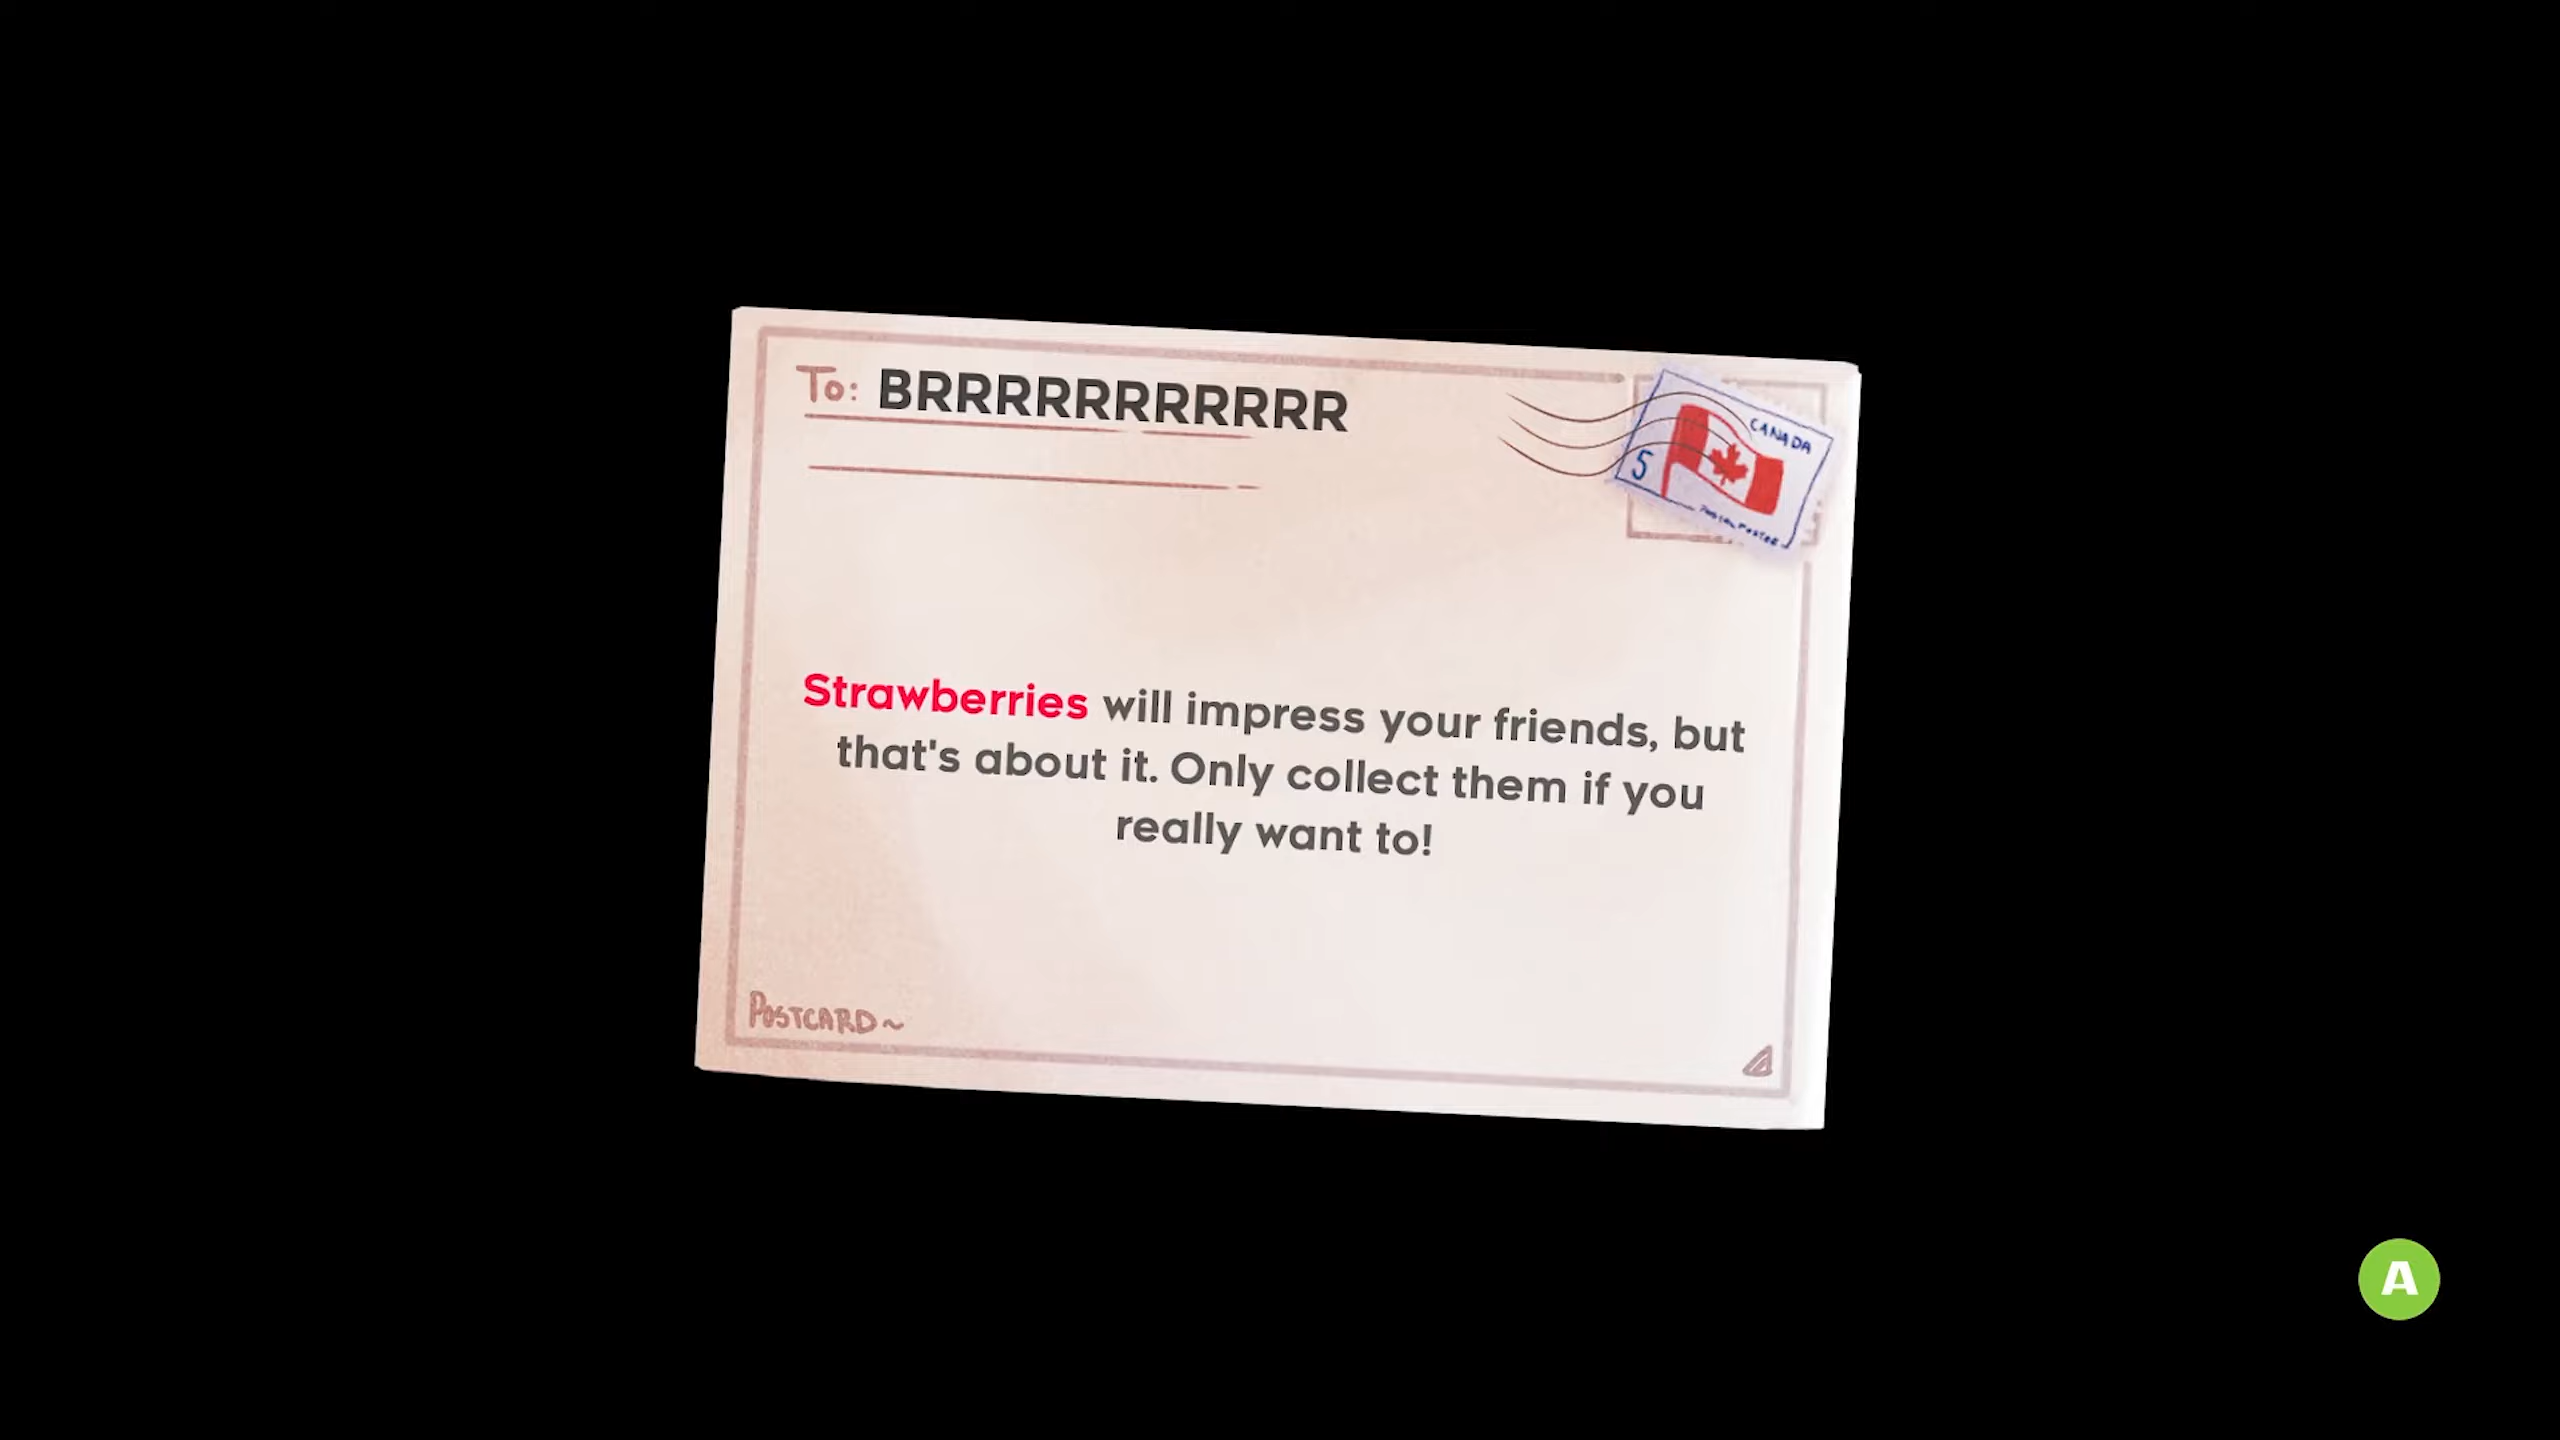 To: BRRRRRRRRRRR
CANADA
5
Strawberries will impress your friends, but
that's about it. Only collect them if you
really want to!
POSTCARD~
A